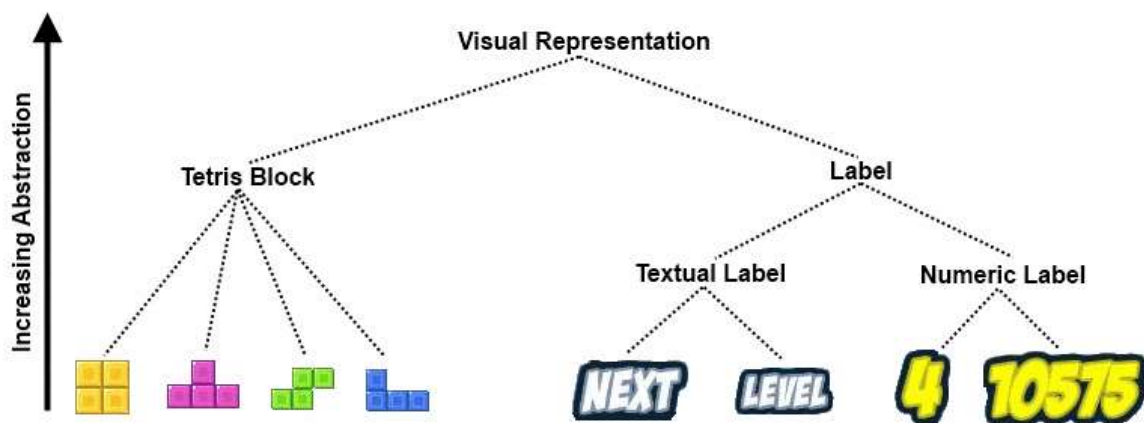 Visual Representation
Increasing Abstraction
Tetris Block
Label
Textual Label
Numeric Label
NEXT
LEVEL
4
10575